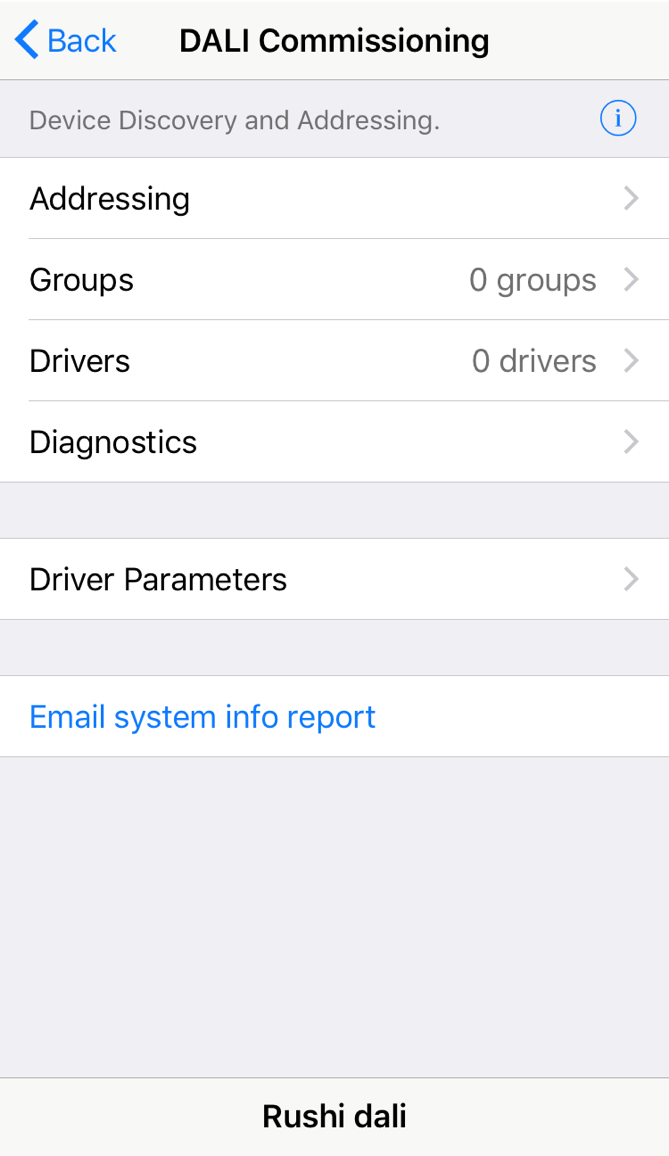 Back
DALI Commissioning
Device Discovery and Addressing.
i
Addressing
Groups 0 groups
Drivers 0 drivers
Diagnostics
Driver Parameters
Email system info report
Rushi dali